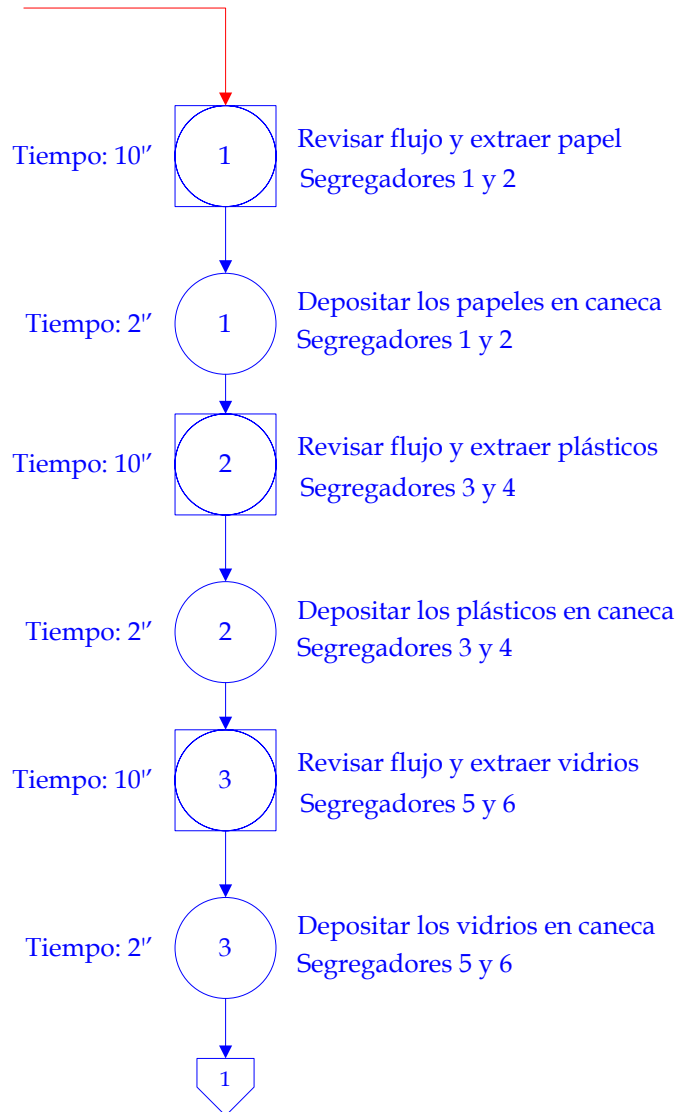 Tiempo: 10"
1
Revisar flujo y extraer papel
Segregadores 1 y 2
Tiempo: 2"
1
Depositar los papeles en caneca
Segregadores 1 y 2
Tiempo: 10"
2
Revisar flujo y extraer plásticos
Segregadores 3 y 4
Tiempo: 2"
2
Depositar los plásticos en caneca
Segregadores 3 y 4
Tiempo: 10"
3
Revisar flujo y extraer vidrios
Segregadores 5 y 6
Tiempo: 2"
3
Depositar los vidrios en caneca
Segregadores 5 y 6
1